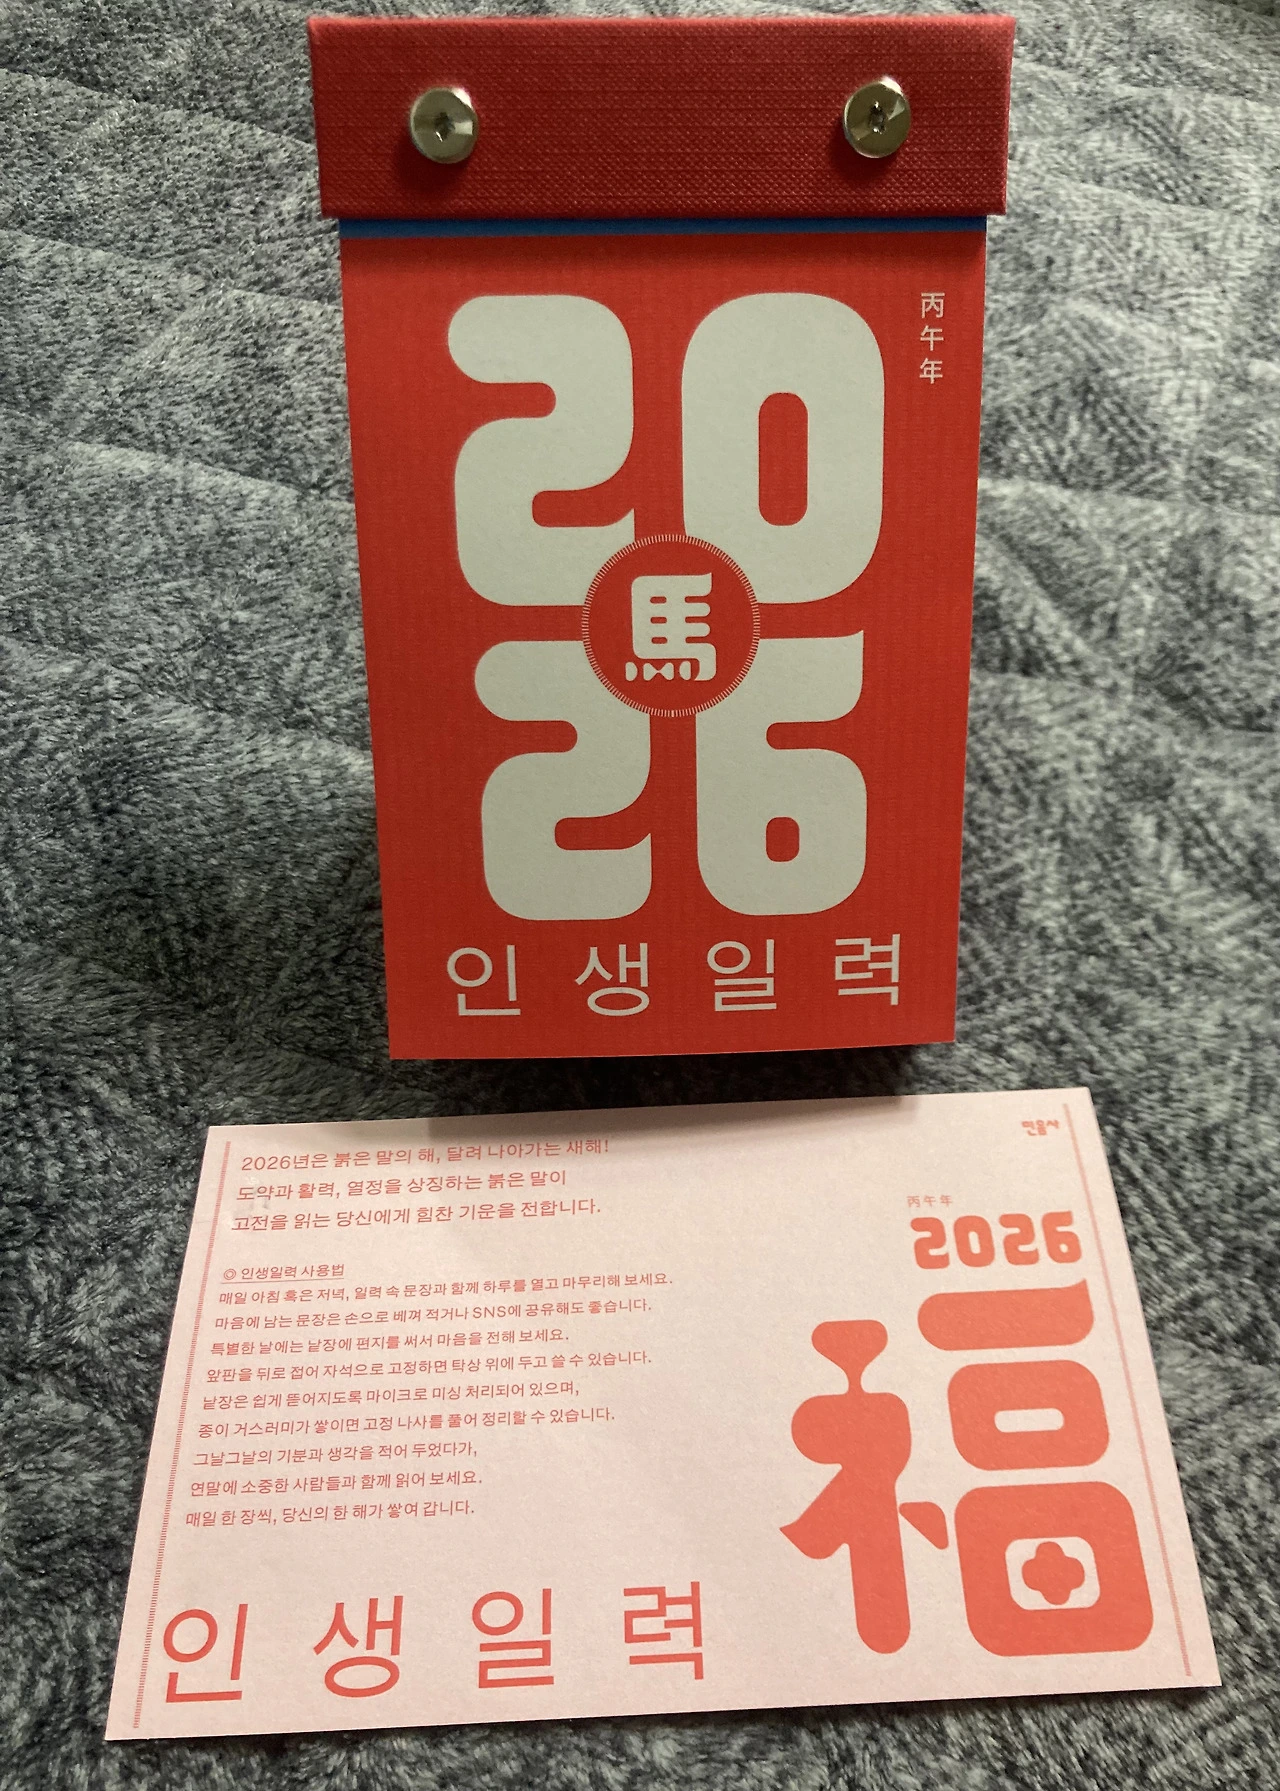 丙午年
20
馬
26
인생일력
민음사
2026년은 붉은 말의 해, 달려 나아가는 새해!
도약과 활력, 열정을 상징하는 붉은 말이
고전을 읽는 당신에게 힘찬 기운을 전합니다.
◎ 인생일력 사용법
매일 아침 혹은 저녁, 일력 속 문장과 함께 하루를 열고 마무리해 보세요.
마음에 남는 문장은 손으로 베껴 적거나 SNS에 공유해도 좋습니다.
특별한 날에는 낱장에 편지를 써서 마음을 전해 보세요.
앞판을 뒤로 접어 자석으로 고정하면 탁상 위에 두고 쓸 수 있습니다.
낱장은 쉽게 뜯어지도록 마이크로 미싱 처리되어 있으며,
종이 거스러미가 쌓이면 고정 나사를 풀어 정리할 수 있습니다.
그날그날의 기분과 생각을 적어 두었다가,
연말에 소중한 사람들과 함께 읽어 보세요.
매일 한 장씩, 당신의 한 해가 쌓여 갑니다.
丙午年
2026
福
인생일력